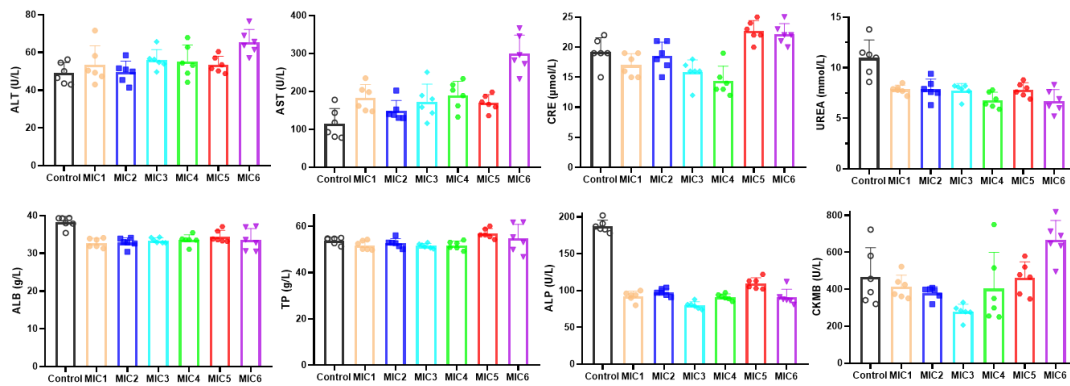 ALT (U/L)
80
60
40
20
0
Control MIC1 MIC2 MIC3 MIC4 MIC5 MIC6
AST (U/L)
400
300
200
100
0
Control MIC1 MIC2 MIC3 MIC4 MIC5 MIC6
CRE (μmol/L)
25
20
15
10
5
0
Control MIC1 MIC2 MIC3 MIC4 MIC5 MIC6
UREA (mmol/L)
15
10
5
0
Control MIC1 MIC2 MIC3 MIC4 MIC5 MIC6
ALB (g/L)
40
30
20
10
0
Control MIC1 MIC2 MIC3 MIC4 MIC5 MIC6
TP (g/L)
60
40
20
0
Control MIC1 MIC2 MIC3 MIC4 MIC5 MIC6
ALP (U/L)
200
150
100
50
0
Control MIC1 MIC2 MIC3 MIC4 MIC5 MIC6
CKMB (U/L)
800
600
400
200
0
Control MIC1 MIC2 MIC3 MIC4 MIC5 MIC6